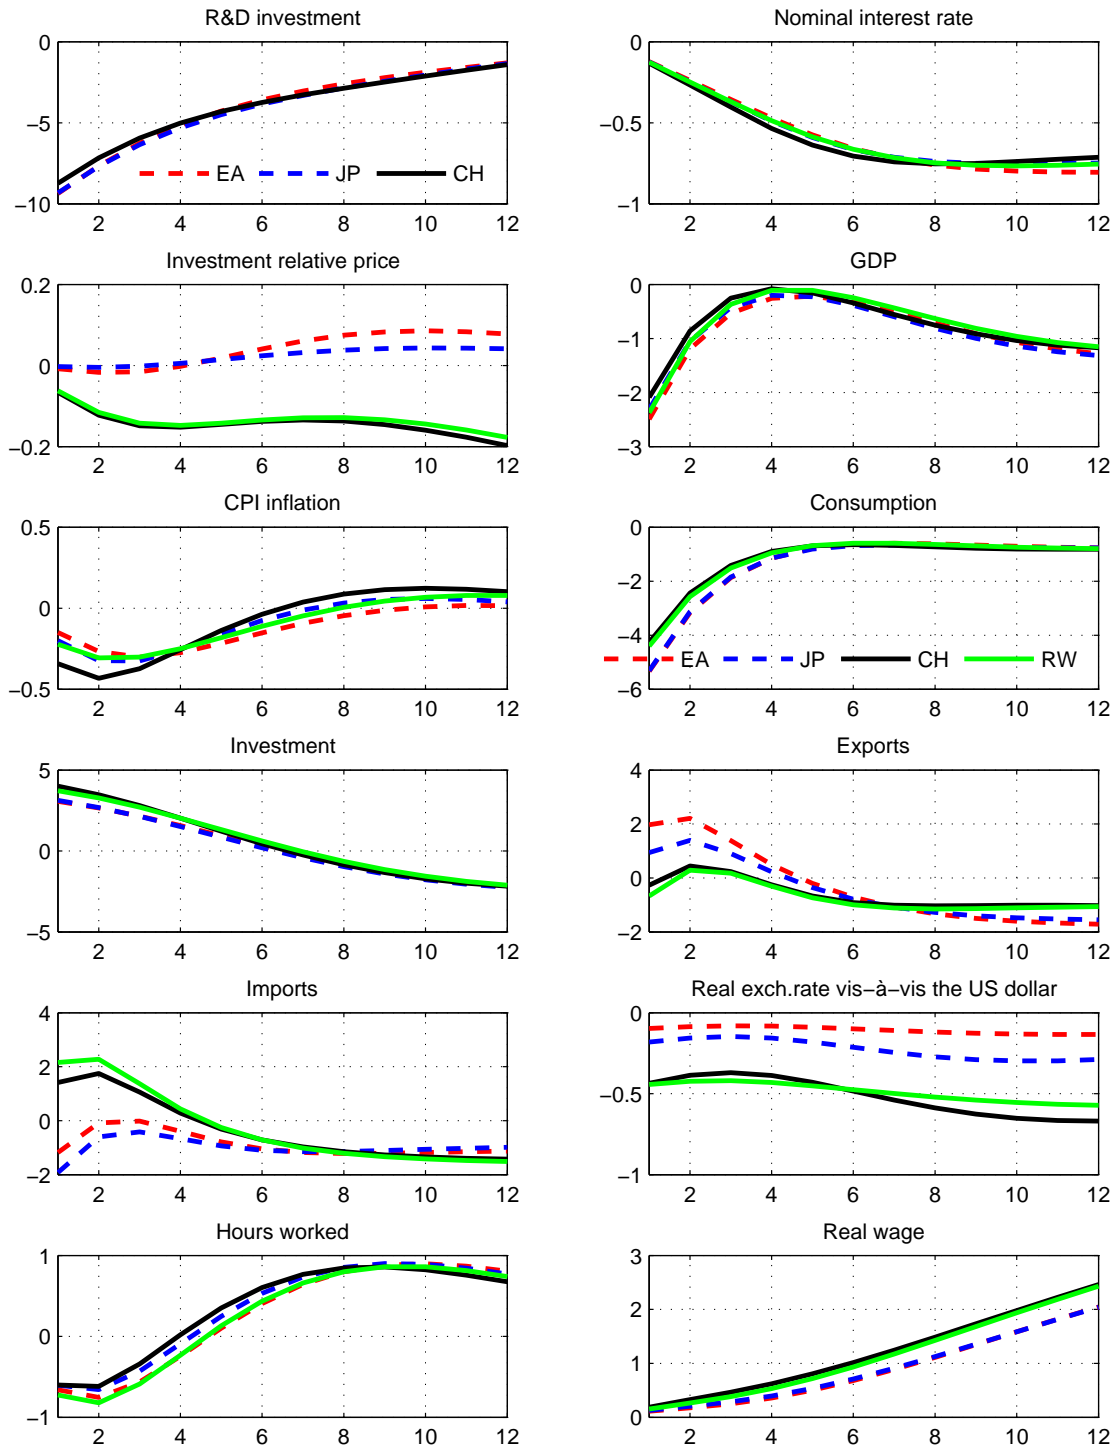 R&D investment
0
−5
−10
EA JP CH
2 4 6 8 10 12
Nominal interest rate
0
−0.5
−1
2 4 6 8 10 12
Investment relative price
0.2
0
−0.2
2 4 6 8 10 12
GDP
0
−1
−2
−3
2 4 6 8 10 12
CPI inflation
0.5
0
−0.5
2 4 6 8 10 12
Consumption
0
−2
−4
−6
EA JP CH RW
2 4 6 8 10 12
Investment
5
0
−5
2 4 6 8 10 12
Exports
4
2
0
−2
2 4 6 8 10 12
Imports
4
2
0
−2
2 4 6 8 10 12
Real exch.rate vis−à−vis the US dollar
0
−0.5
−1
2 4 6 8 10 12
Hours worked
1
0
−1
2 4 6 8 10 12
Real wage
3
2
1
0
2 4 6 8 10 12